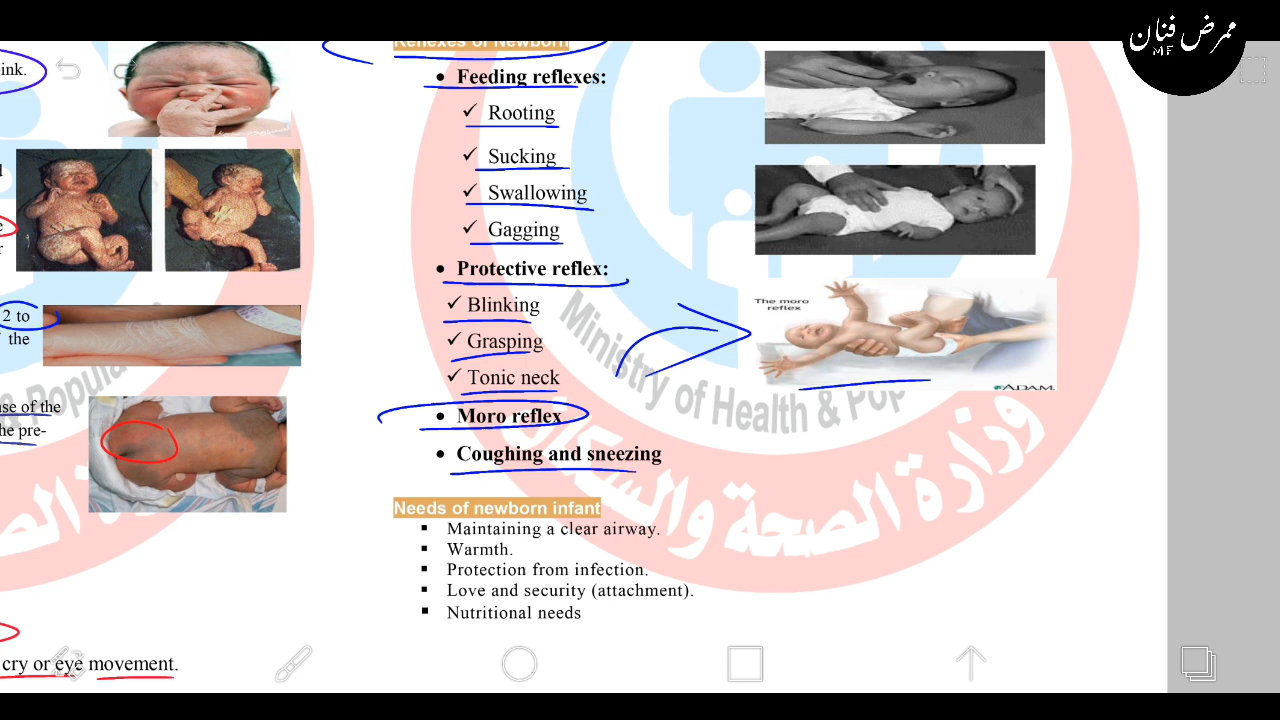 ممرض فنان
MF
Reflexes of Newborn
ink.
• Feeding reflexes:
✓ Rooting
✓ Sucking
✓ Swallowing
✓ Gagging
• Protective reflex:
✓ Blinking
✓ Grasping
✓ Tonic neck
• Moro reflex
• Coughing and sneezing
The moro
reflex
ADAM
2 to
the
use of the
he pre-
Needs of newborn infant
▪ Maintaining a clear airway.
▪ Warmth.
▪ Protection from infection.
▪ Love and security (attachment).
▪ Nutritional needs
cry or eye movement.
Ministry of Health & Pop
وزارة الصحة والسكان